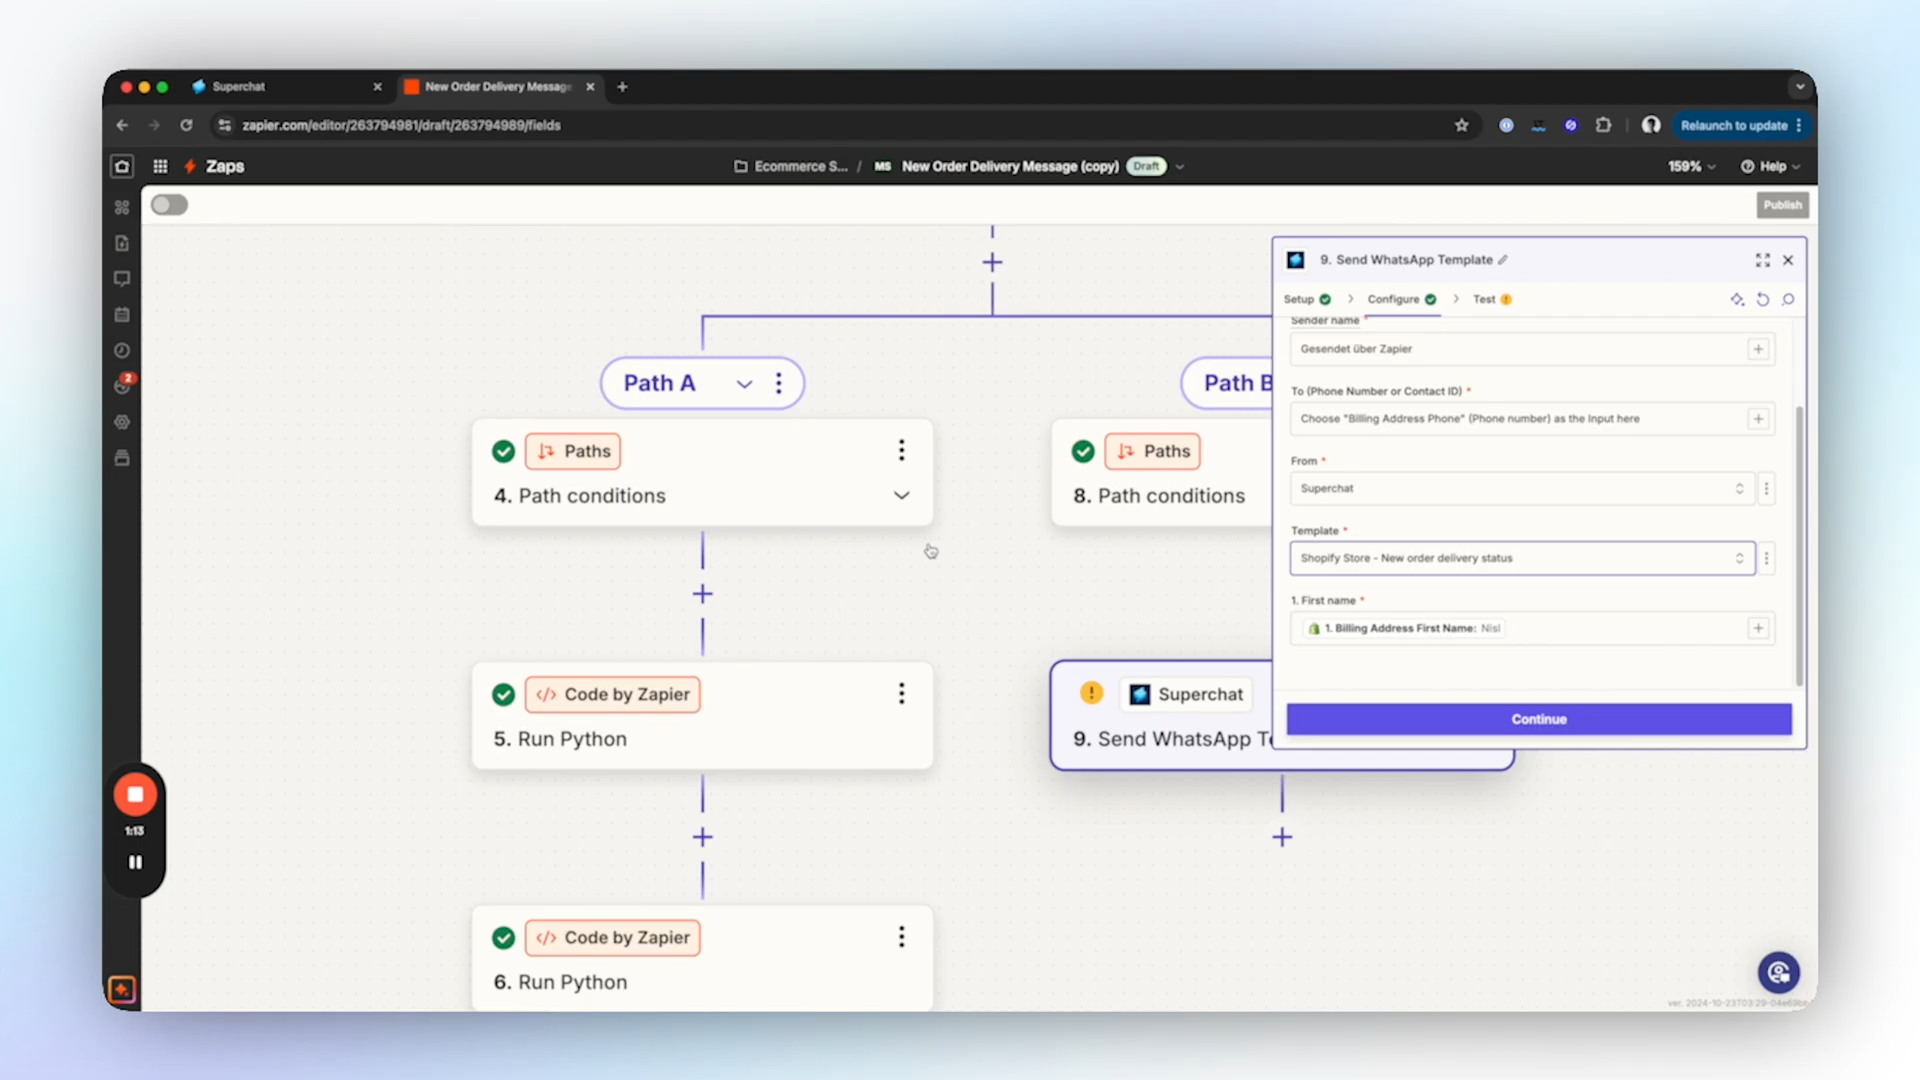 Superchat
New Order Delivery Messag
zapier.com/editor/263794981/draft/263794989/fields
Relaunch to update
Zaps
Ecommerce S... / MS New Order Delivery Message (copy) Draft
159%
Help
Publish
Path A
Paths
4. Path conditions
Code by Zapier
5. Run Python
Code by Zapier
6. Run Python
Path B
Paths
8. Path conditions
Superchat
9. Send WhatsApp Te
9. Send WhatsApp Template
Setup
Configure
Test
Sender name *
Gesendet über Zapier
To (Phone Number or Contact ID) *
Choose "Billing Address Phone" (Phone number) as the Input here
From *
Superchat
Template *
Shopify Store - New order delivery status
1. First name *
1. Billing Address First Name: Nisl
Continue
2
1:13